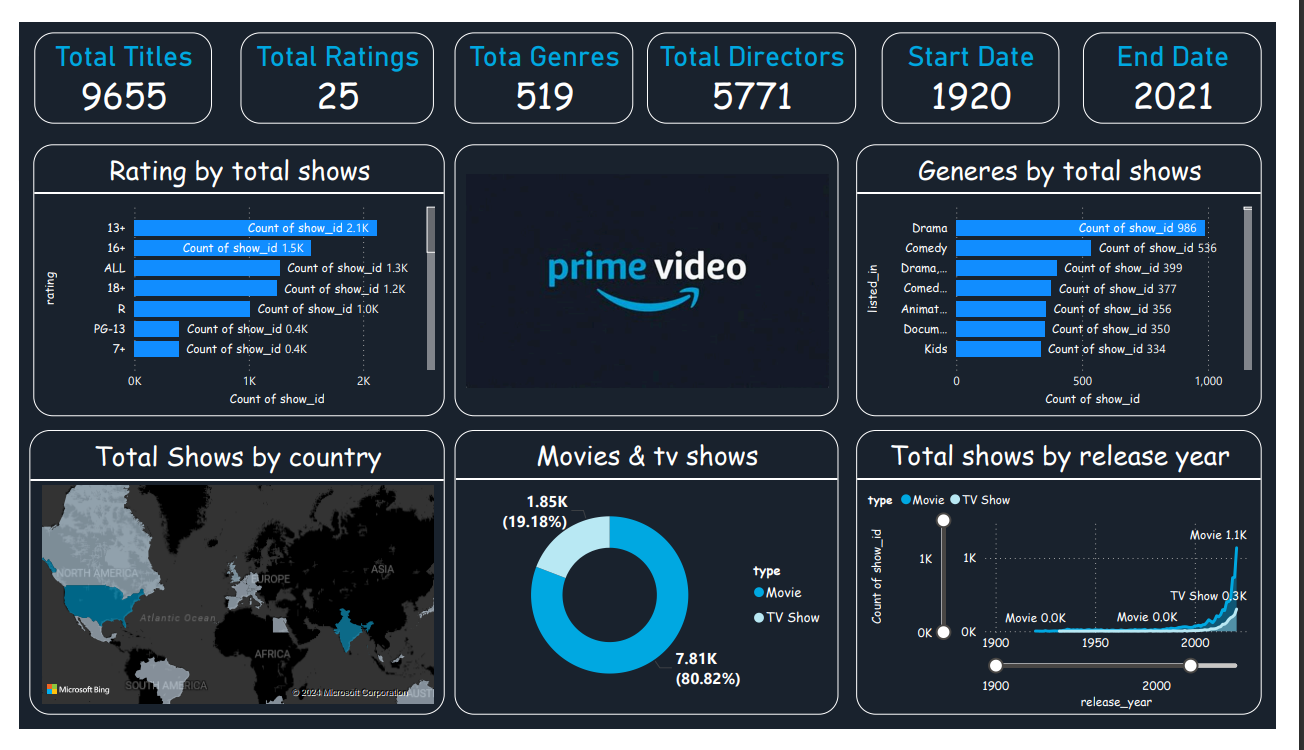 Total Titles
9655
Total Ratings
25
Tota Genres
519
Total Directors
5771
Start Date
1920
End Date
2021
Rating by total shows
rating
13+ Count of show_id 2.1K
16+ Count of show_id 1.5K
ALL Count of show_id 1.3K
18+ Count of show_id 1.2K
R Count of show_id 1.0K
PG-13 Count of show_id 0.4K
7+ Count of show_id 0.4K
0K 1K 2K
Count of show_id
prime video
Generes by total shows
listed_in
Drama Count of show_id 986
Comedy Count of show_id 536
Drama,... Count of show_id 399
Comed... Count of show_id 377
Animat... Count of show_id 356
Docum... Count of show_id 350
Kids Count of show_id 334
0 500 1,000
Count of show_id
Total Shows by country
NORTH AMERICA
EUROPE
ASIA
Atlantic Ocean
AFRICA
SOUTH AMERICA
AUST
Microsoft Bing
© 2024 Microsoft Corporation
Movies & tv shows
1.85K
(19.18%)
type
Movie
TV Show
7.81K
(80.82%)
Total shows by release year
type Movie TV Show
Count of show_id
Movie 1.1K
1K 1K
TV Show 0.3K
Movie 0.0K Movie 0.0K
0K 0K
1900 1950 2000
1900 2000
release_year